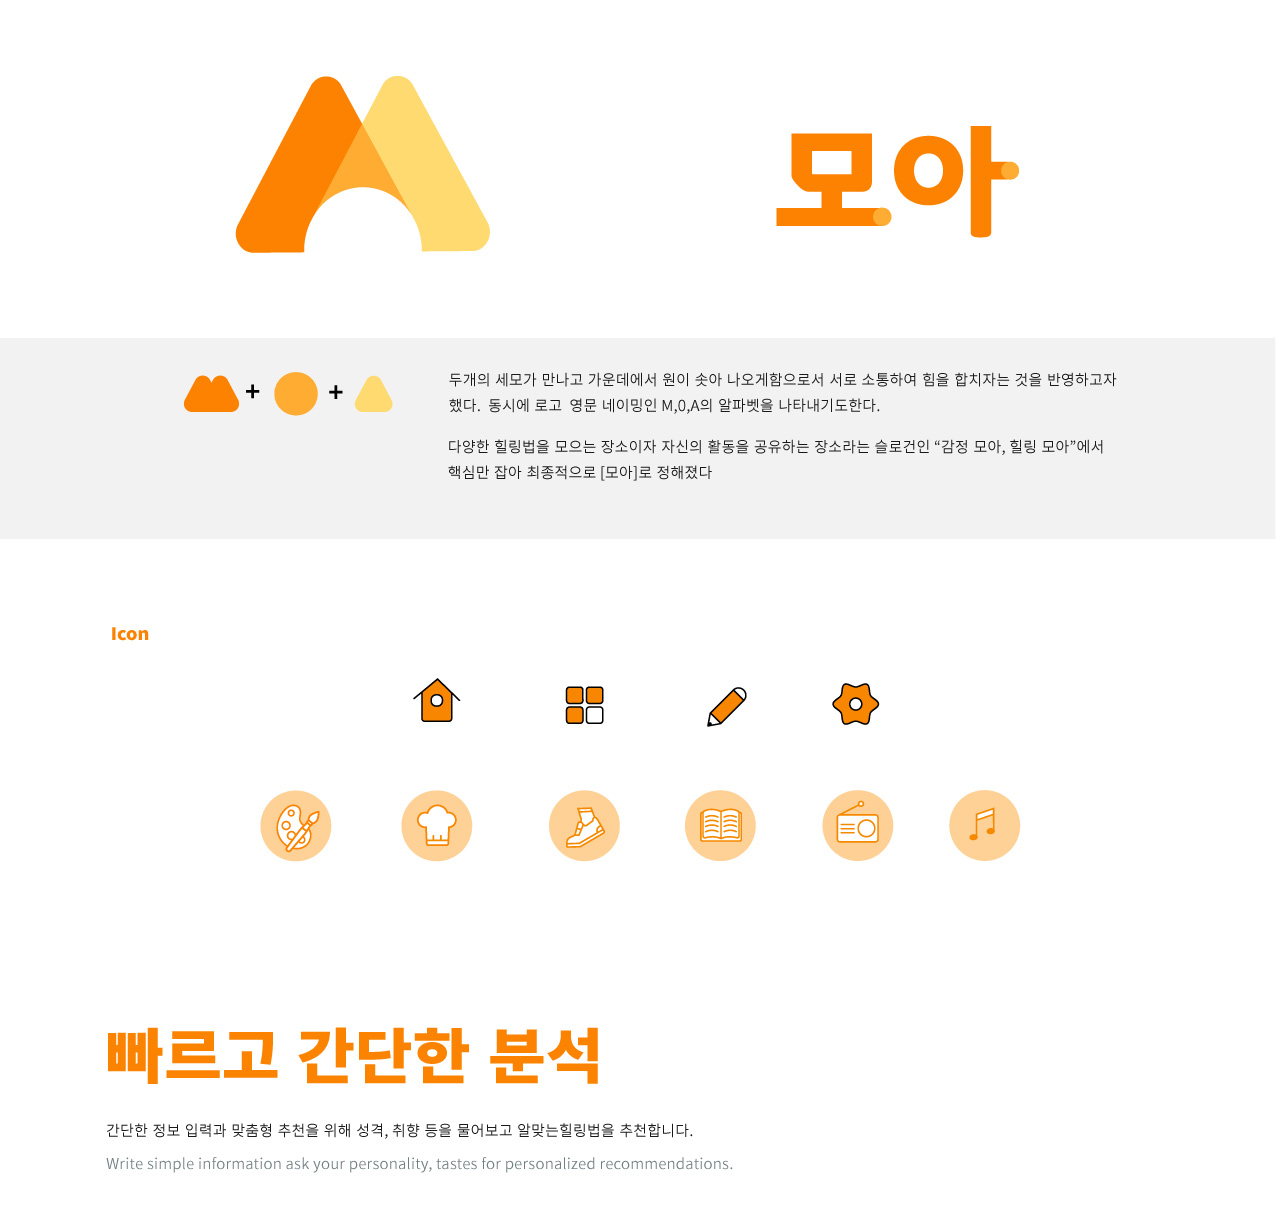 모아
+ +
두개의 세모가 만나고 가운데에서 원이 솟아 나오게함으로서 서로 소통하여 힘을 합치자는 것을 반영하고자
했다. 동시에 로고 영문 네이밍인 M,0,A의 알파벳을 나타내기도한다.
다양한 힐링법을 모으는 장소이자 자신의 활동을 공유하는 장소라는 슬로건인 “감정 모아, 힐링 모아”에서
핵심만 잡아 최종적으로 [모아]로 정해졌다
Icon
빠르고 간단한 분석
간단한 정보 입력과 맞춤형 추천을 위해 성격, 취향 등을 물어보고 알맞는힐링법을 추천합니다.
Write simple information ask your personality, tastes for personalized recommendations.